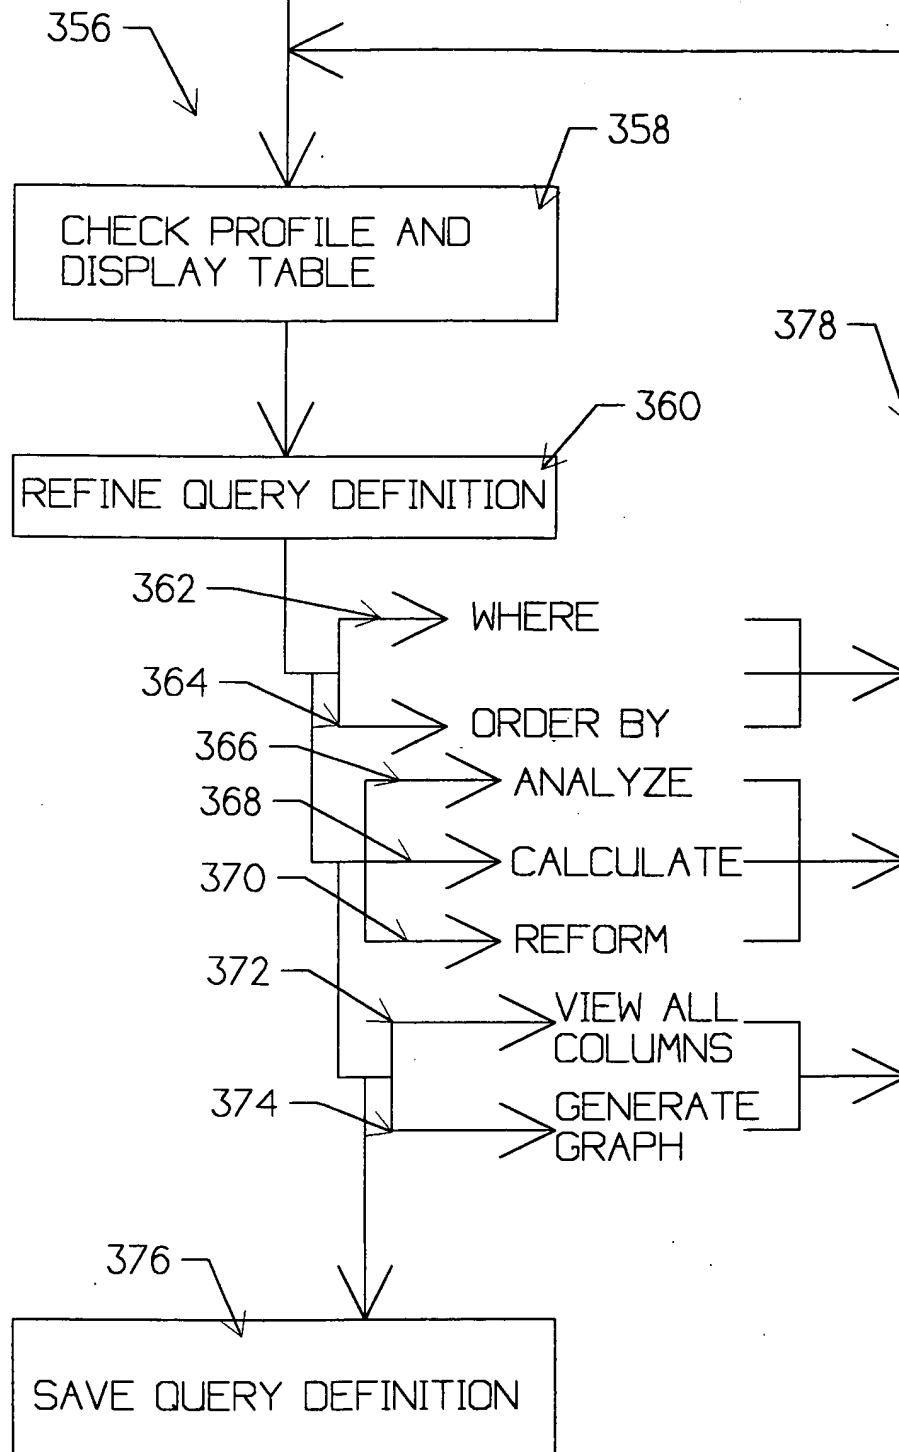 356
358
CHECK PROFILE AND
DISPLAY TABLE
378
360
REFINE QUERY DEFINITION
362
WHERE
364
ORDER BY
366
ANALYZE
368
CALCULATE
370
REFORM
372
VIEW ALL
COLUMNS
374
GENERATE
GRAPH
376
SAVE QUERY DEFINITION